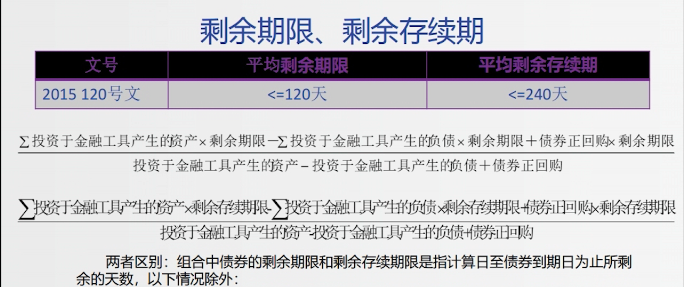 剩余期限、剩余存续期
文号 平均剩余期限 平均剩余存续期
2015 120号文 <=120天 <=240天
∑投资于金融工具产生的资产×剩余期限-∑投资于金融工具产生的负债×剩余期限+债券正回购×剩余期限
投资于金融工具产生的资产-投资于金融工具产生的负债+债券正回购
∑投资于金融工具产生的资产×剩余存续期限-∑投资于金融工具产生的负债×剩余存续期限+债券正回购×剩余存续期限
投资于金融工具产生的资产-投资于金融工具产生的负债+债券正回购
两者区别：组合中债券的剩余期限和剩余存续期限是指计算日至债券到期日为止所剩
余的天数，以下情况除外：